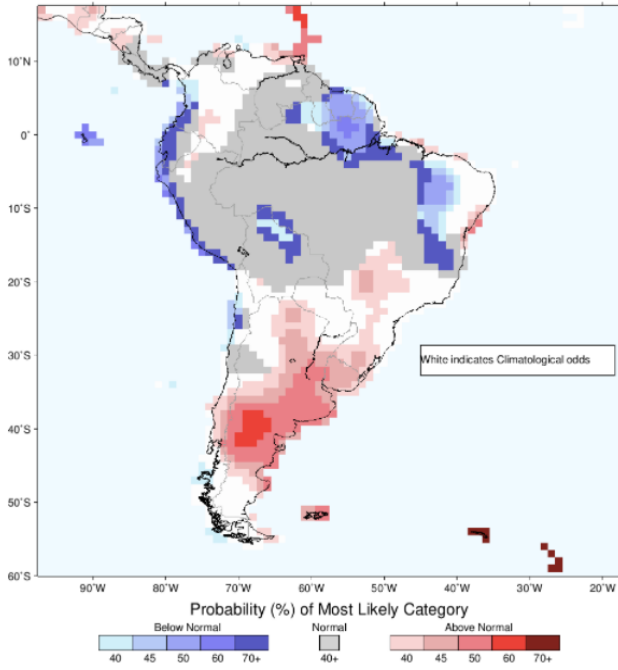 10˚N
0˚
10˚S
20˚S
30˚S
40˚S
50˚S
60˚S
White indicates Climatological odds
90˚W 80˚W 70˚W 60˚W 50˚W 40˚W 30˚W 20˚W
Probability (%) of Most Likely Category
Below Normal Normal Above Normal
40 45 50 60 70+ 40+ 40 45 50 60 70+